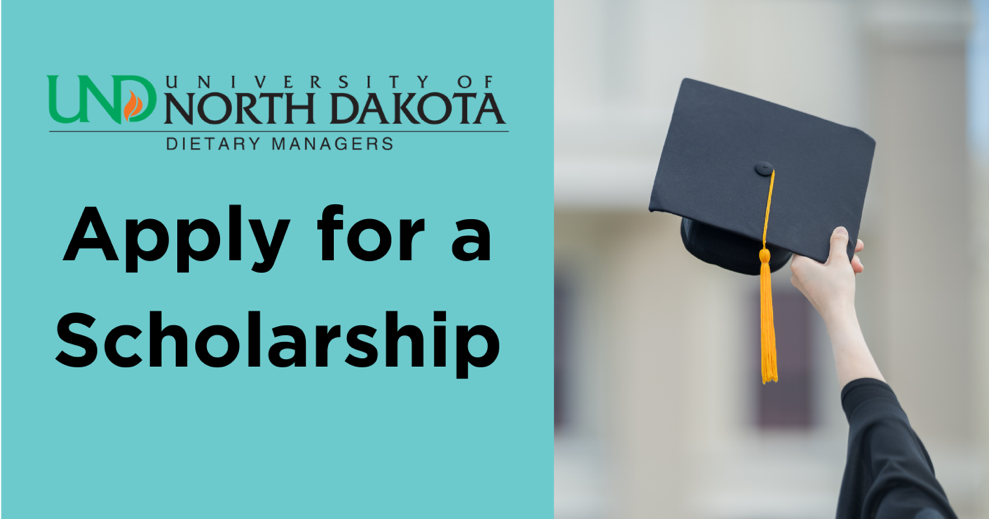 UND UNIVERSITY OF
NORTH DAKOTA
DIETARY MANAGERS
Apply for a
Scholarship